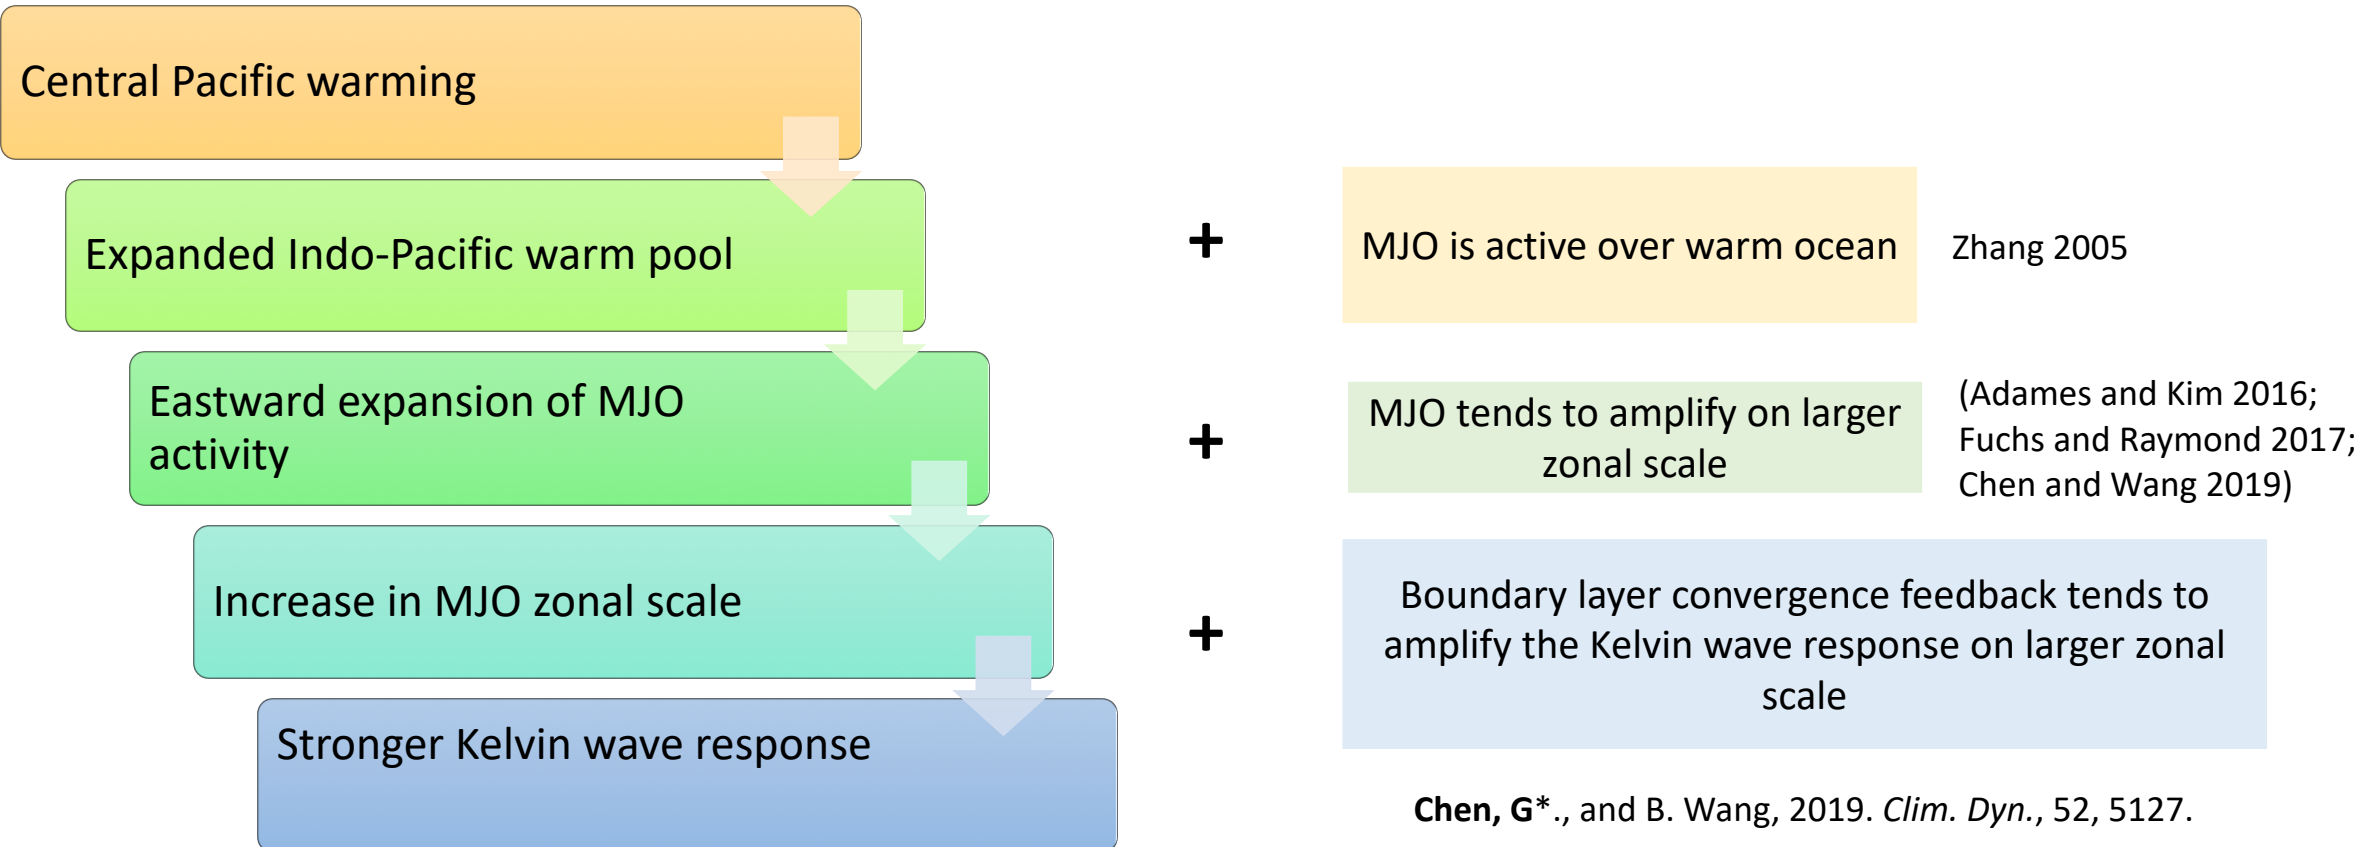 Central Pacific warming
Expanded Indo-Pacific warm pool
+
MJO is active over warm ocean
Zhang 2005
Eastward expansion of MJO
activity
+
MJO tends to amplify on larger
zonal scale
(Adames and Kim 2016;
Fuchs and Raymond 2017;
Chen and Wang 2019)
Increase in MJO zonal scale
+
Boundary layer convergence feedback tends to
amplify the Kelvin wave response on larger zonal
scale
Stronger Kelvin wave response
Chen, G*., and B. Wang, 2019. Clim. Dyn., 52, 5127.